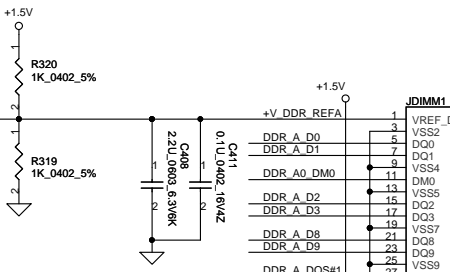 +1.5V
1
R320
1K_0402_5%
2
1
R319
1K_0402_5%
2
1
2
C408
2.2U_0603_6.3V6K
1
2
C411
0.1U_0402_16V4Z
+1.5V
+V_DDR_REFA
DDR_A_D0
DDR_A_D1
DDR_A0_DM0
DDR_A_D2
DDR_A_D3
DDR_A_D8
DDR_A_D9
DDR_A_DQS#1
JDIMM1
1 VREF_D
3 VSS2
5 DQ0
7 DQ1
9 VSS4
11 DM0
13 VSS5
15 DQ2
17 DQ3
19 VSS7
21 DQ8
23 DQ9
25 VSS9
27